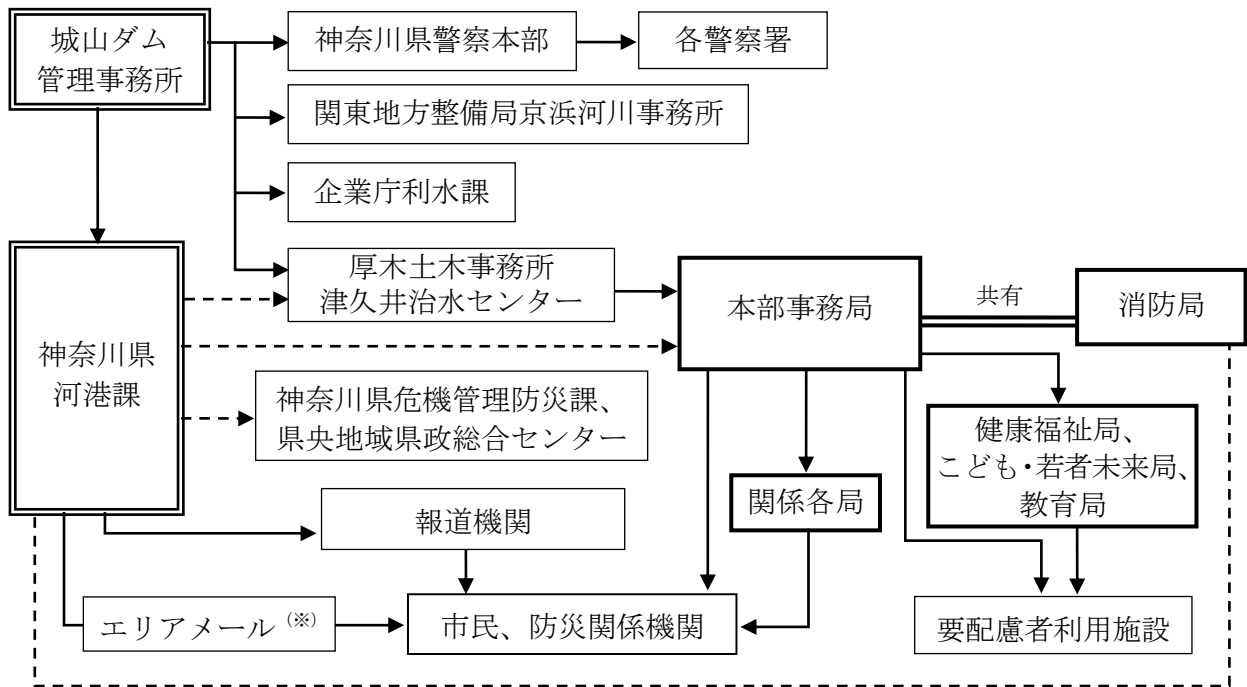 城山ダム
管理事務所
神奈川県警察本部
各警察署
関東地方整備局京浜河川事務所
企業庁利水課
厚木土木事務所
津久井治水センター
本部事務局
共有
消防局
神奈川県
河港課
神奈川県危機管理防災課、
県央地域県政総合センター
健康福祉局、
こども・若者未来局、
教育局
関係各局
報道機関
エリアメール(※)
市民、防災関係機関
要配慮者利用施設